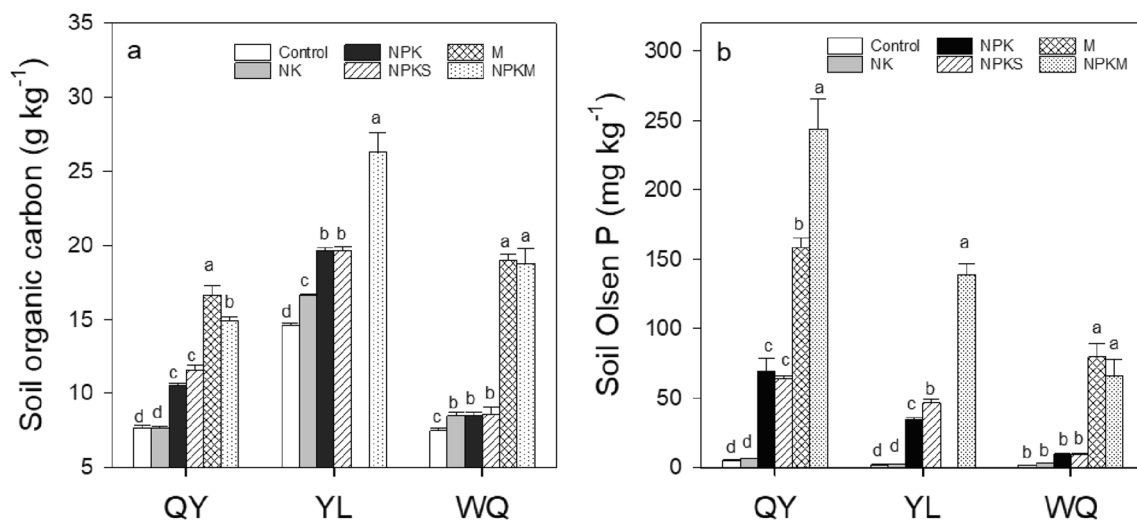 a
Control NPK M
NK NPKS NPKM
Soil organic carbon (g kg⁻¹)
35
30
25
20
15
10
5
d d c c a b
d c b b a
c b b b a a
QY YL WQ
b
Control NPK M
NK NPKS NPKM
Soil Olsen P (mg kg⁻¹)
300
250
200
150
100
50
0
d d c c b a
d d c b a
b b b b a a
QY YL WQ